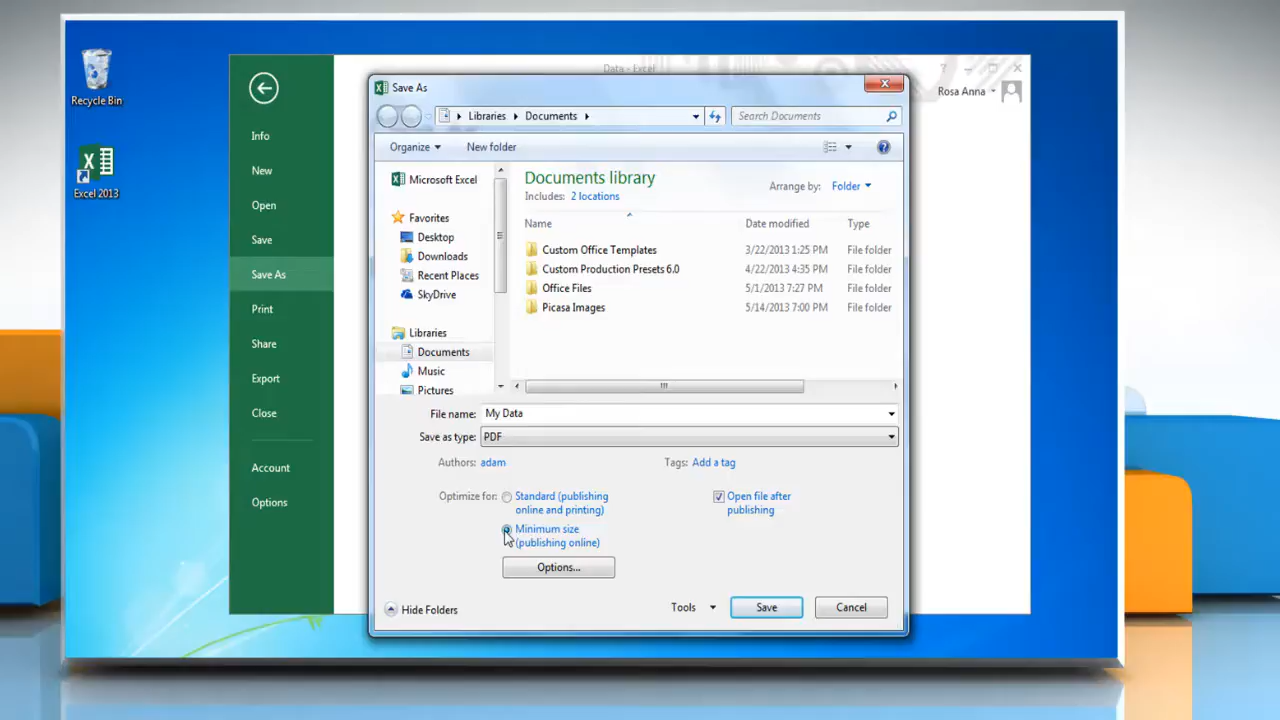 Recycle Bin
Excel 2013
Data - Excel
?
Rosa Anna
Info
New
Open
Save
Save As
Print
Share
Export
Close
Account
Options
Save As
Libraries
Documents
Search Documents
Organize
New folder
?
Microsoft Excel
Favorites
Desktop
Downloads
Recent Places
SkyDrive
Libraries
Documents
Music
Pictures
Documents library
Includes: 2 locations
Arrange by: Folder
Name Date modified Type
Custom Office Templates 3/22/2013 1:25 PM File folder
Custom Production Presets 6.0 4/22/2013 4:35 PM File folder
Office Files 5/1/2013 7:27 PM File folder
Picasa Images 5/14/2013 7:00 PM File folder
File name: My Data
Save as type: PDF
Authors: adam Tags: Add a tag
Optimize for: Standard (publishing
online and printing)
Minimum size
(publishing online)
Open file after
publishing
Options...
Hide Folders
Tools
Save
Cancel